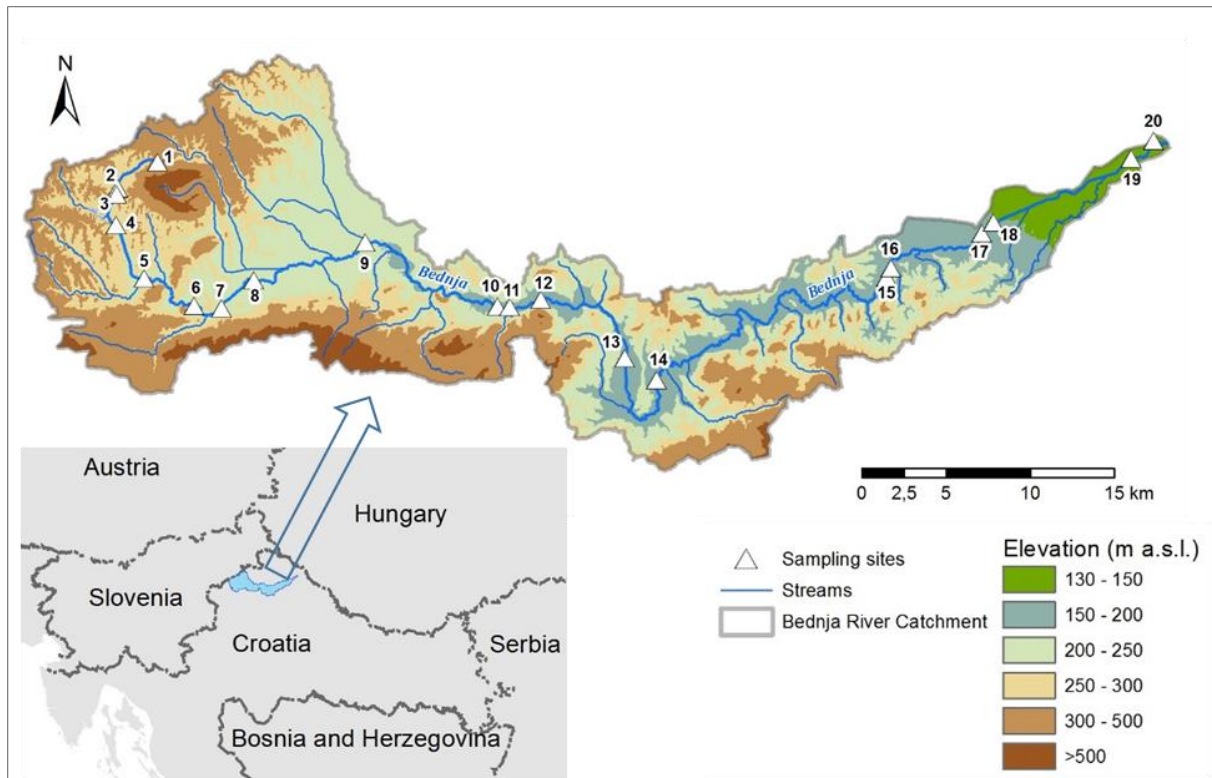 N
1
2
3
4
5
6
7
8
9
Bednja
10
11
12
13
14
Bednja
15
16
17
18
19
20
0 2,5 5 10 15 km
Austria
Hungary
Slovenia
Croatia
Serbia
Bosnia and Herzegovina
Sampling sites
Streams
Bednja River Catchment
Elevation (m a.s.l.)
130 - 150
150 - 200
200 - 250
250 - 300
300 - 500
>500